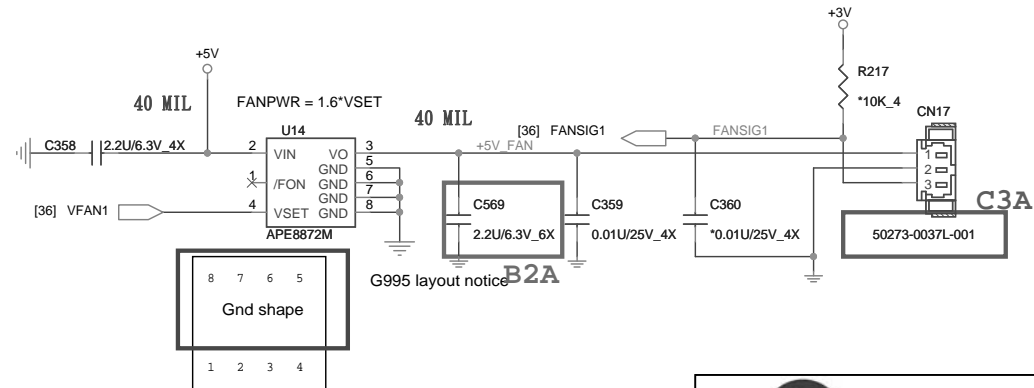 +3V
+5V
R217
*10K_4
40 MIL
FANPWR = 1.6*VSET
40 MIL
CN17
U14
[36] FANSIG1
FANSIG1
C358
2.2U/6.3V_4X
2
VIN
VO
3
+5V_FAN
1
GND
5
1
/FON
GND
6
2
GND
7
3
[36] VFAN1
4
VSET
GND
8
C3A
APE8872M
C569
2.2U/6.3V_6X
C359
0.01U/25V_4X
C360
*0.01U/25V_4X
50273-0037L-001
G995 layout notice
B2A
8 7 6 5
Gnd shape
1 2 3 4